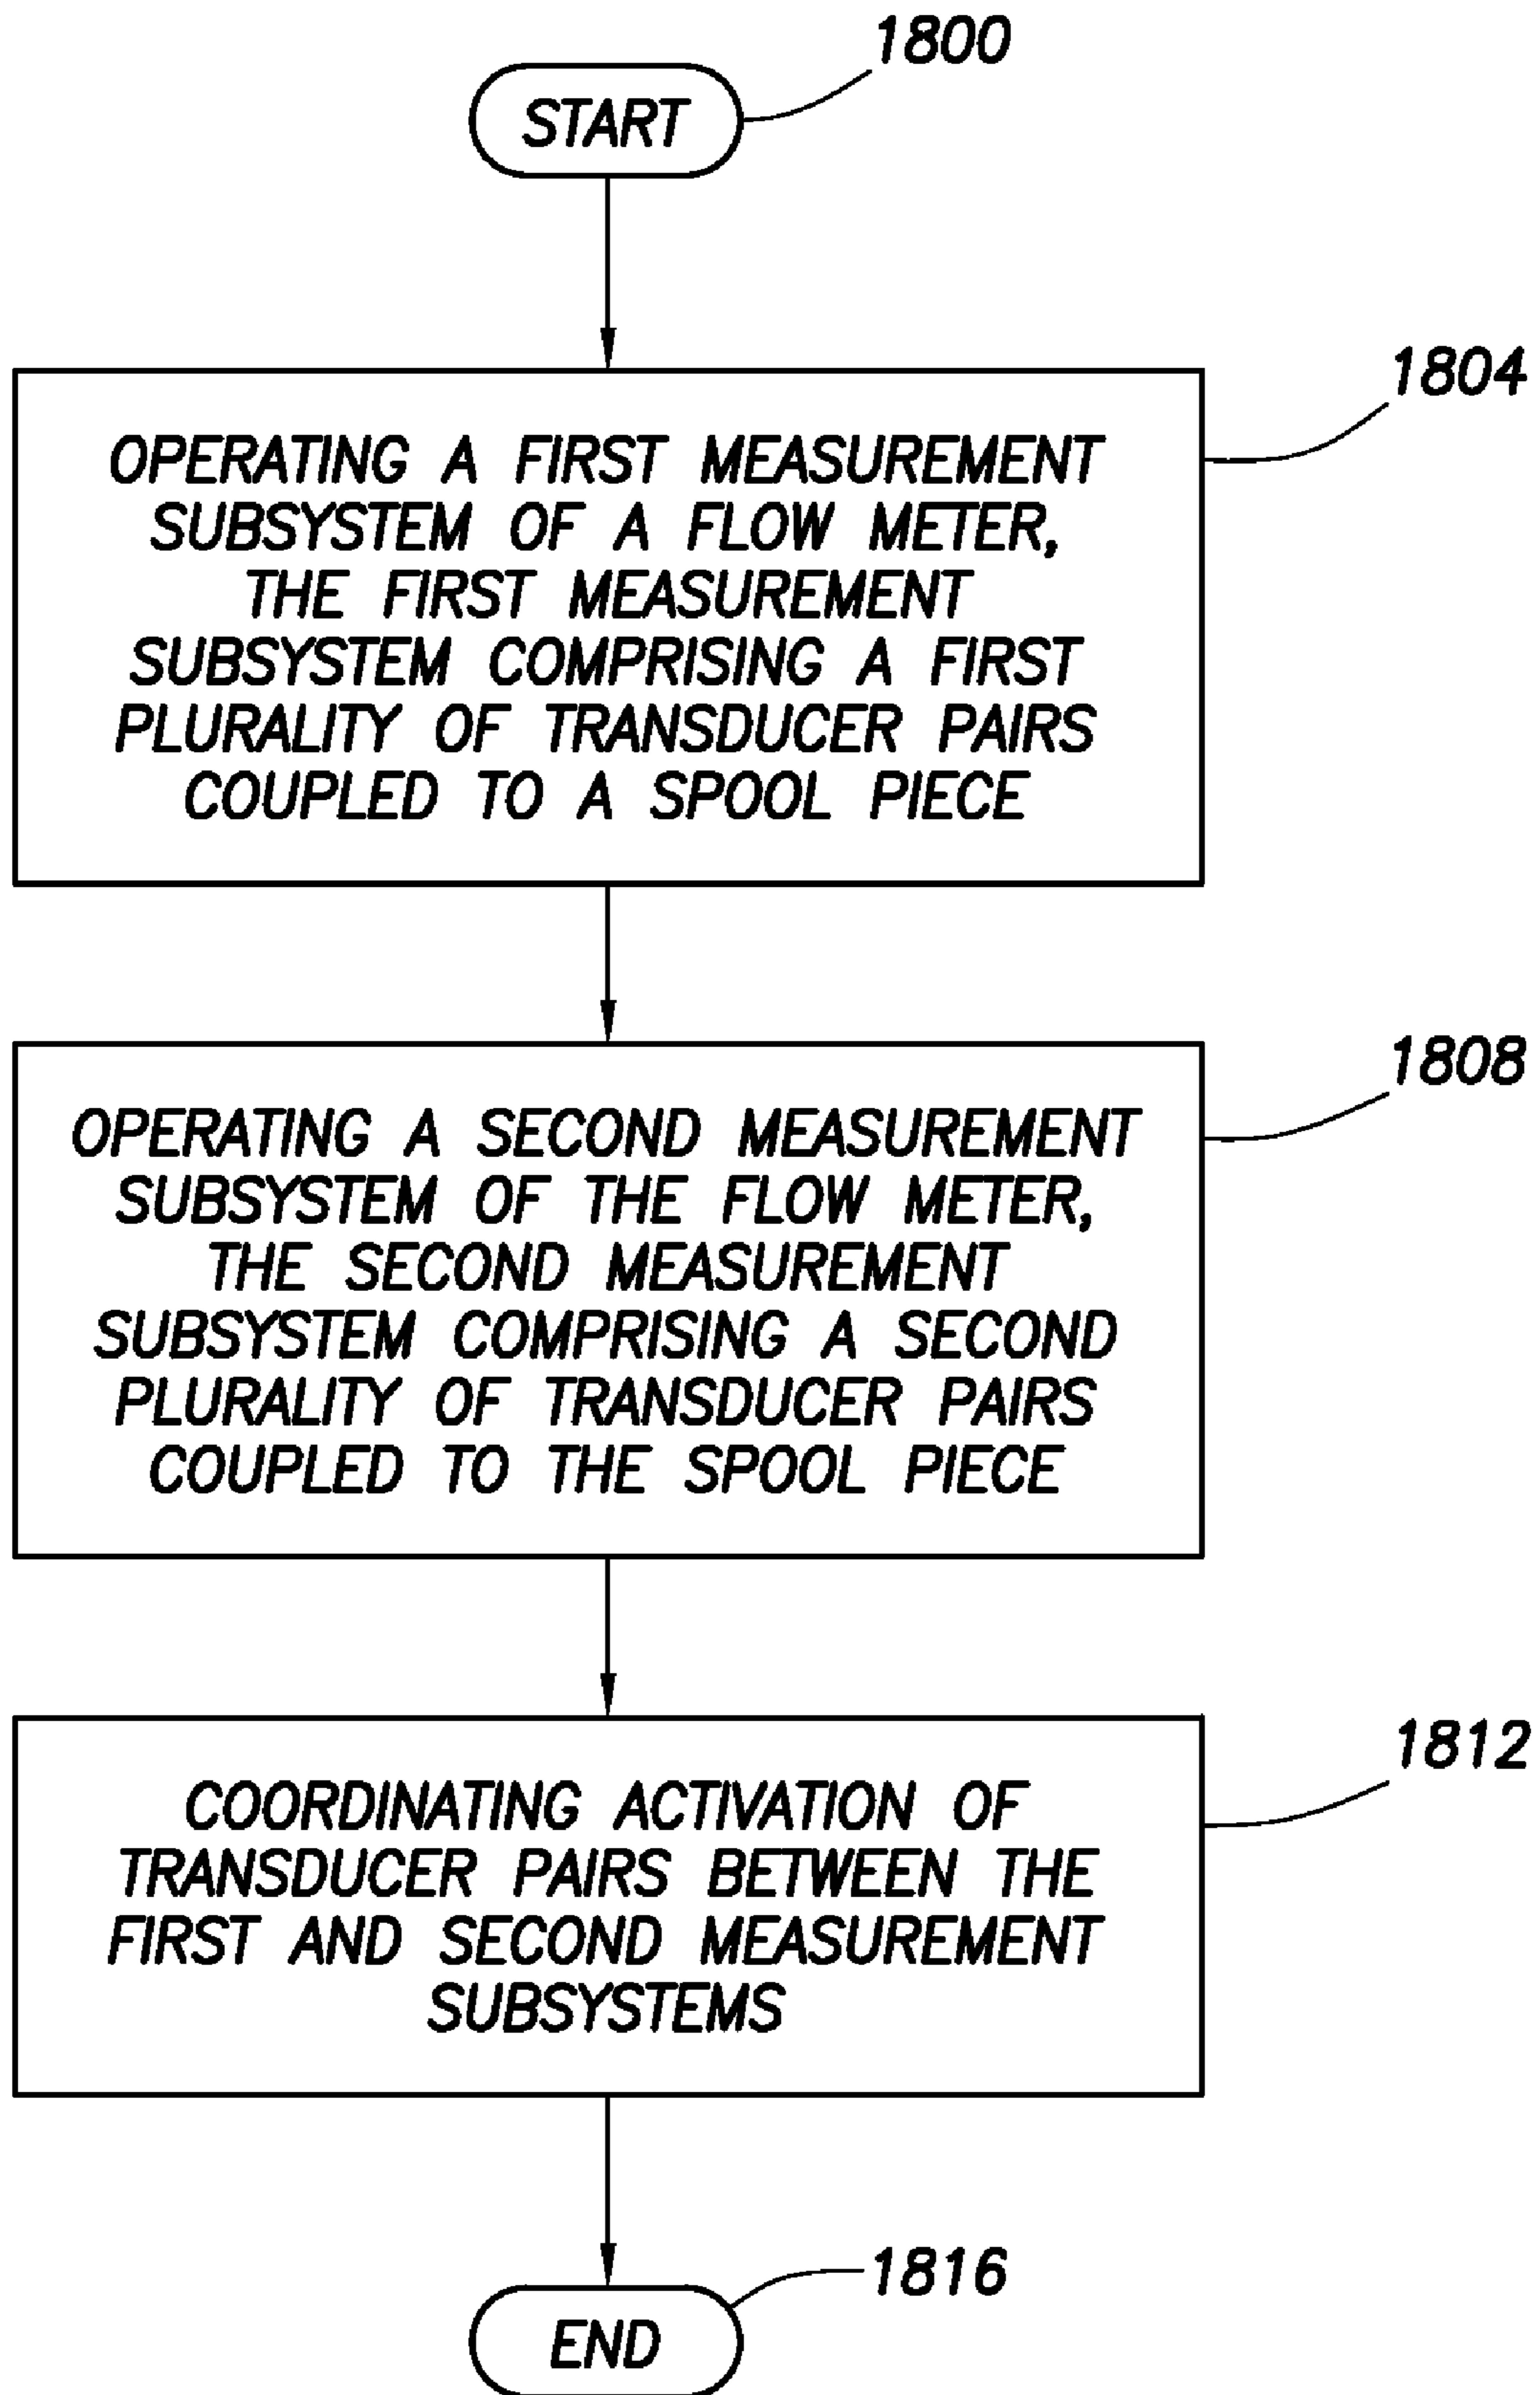 1800
START
1804
OPERATING A FIRST MEASUREMENT
SUBSYSTEM OF A FLOW METER,
THE FIRST MEASUREMENT
SUBSYSTEM COMPRISING A FIRST
PLURALITY OF TRANSDUCER PAIRS
COUPLED TO A SPOOL PIECE
1808
OPERATING A SECOND MEASUREMENT
SUBSYSTEM OF THE FLOW METER,
THE SECOND MEASUREMENT
SUBSYSTEM COMPRISING A SECOND
PLURALITY OF TRANSDUCER PAIRS
COUPLED TO THE SPOOL PIECE
1812
COORDINATING ACTIVATION OF
TRANSDUCER PAIRS BETWEEN THE
FIRST AND SECOND MEASUREMENT
SUBSYSTEMS
1816
END